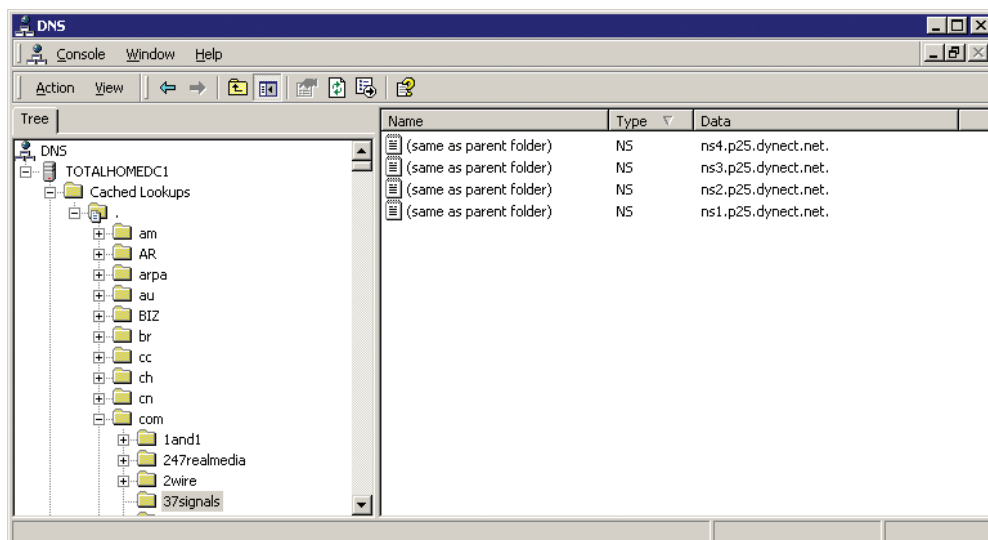 DNS
Console Window Help
Action View
Tree
DNS
TOTALHOMEDC1
Cached Lookups
.
am
AR
arpa
au
BIZ
br
cc
ch
cn
com
1and1
247realmedia
2wire
37signals
Name Type Data
(same as parent folder) NS ns4.p25.dynect.net.
(same as parent folder) NS ns3.p25.dynect.net.
(same as parent folder) NS ns2.p25.dynect.net.
(same as parent folder) NS ns1.p25.dynect.net.